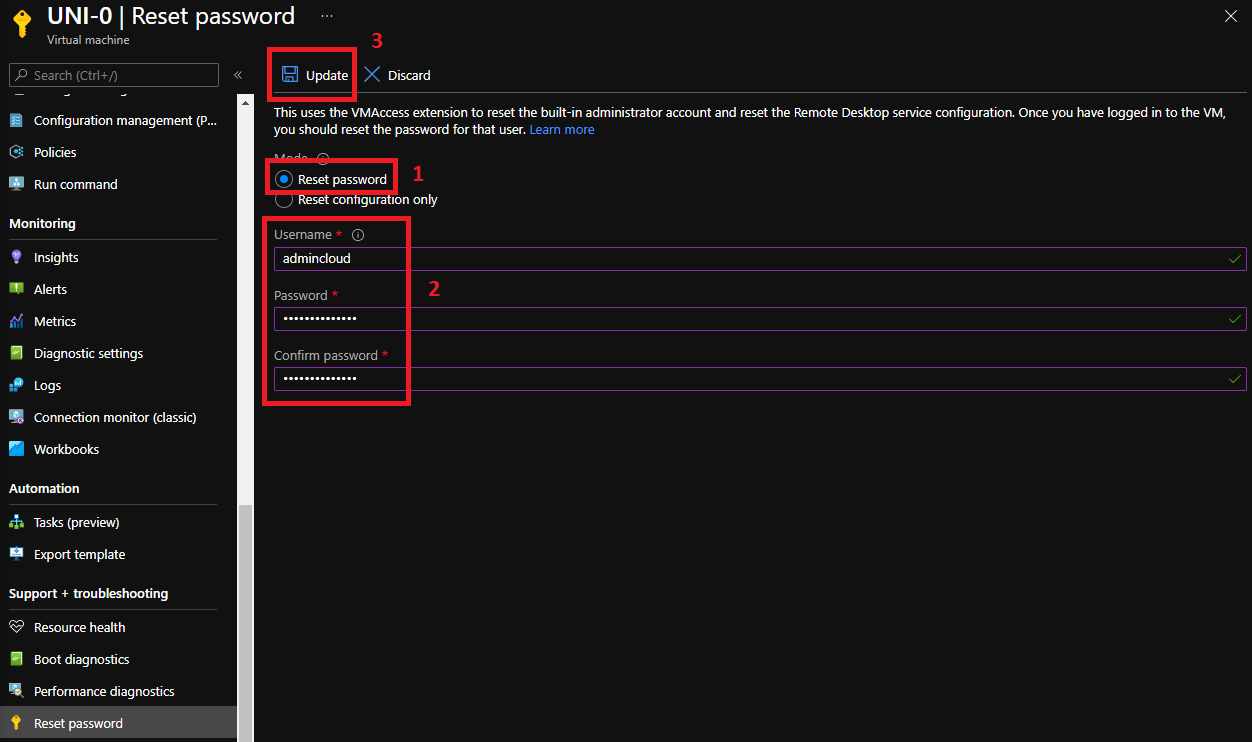 UNI-0 | Reset password ...
Virtual machine
3
Search (Ctrl+/)
«
Update
Discard
This uses the VMAccess extension to reset the built-in administrator account and reset the Remote Desktop service configuration. Once you have logged in to the VM,
you should reset the password for that user. Learn more
Mode
1
Reset password
Reset configuration only
Username *
admincloud
2
Password *
••••••••••••••
Confirm password *
••••••••••••••
Configuration management (P...
Policies
Run command
Monitoring
Insights
Alerts
Metrics
Diagnostic settings
Logs
Connection monitor (classic)
Workbooks
Automation
Tasks (preview)
Export template
Support + troubleshooting
Resource health
Boot diagnostics
Performance diagnostics
Reset password